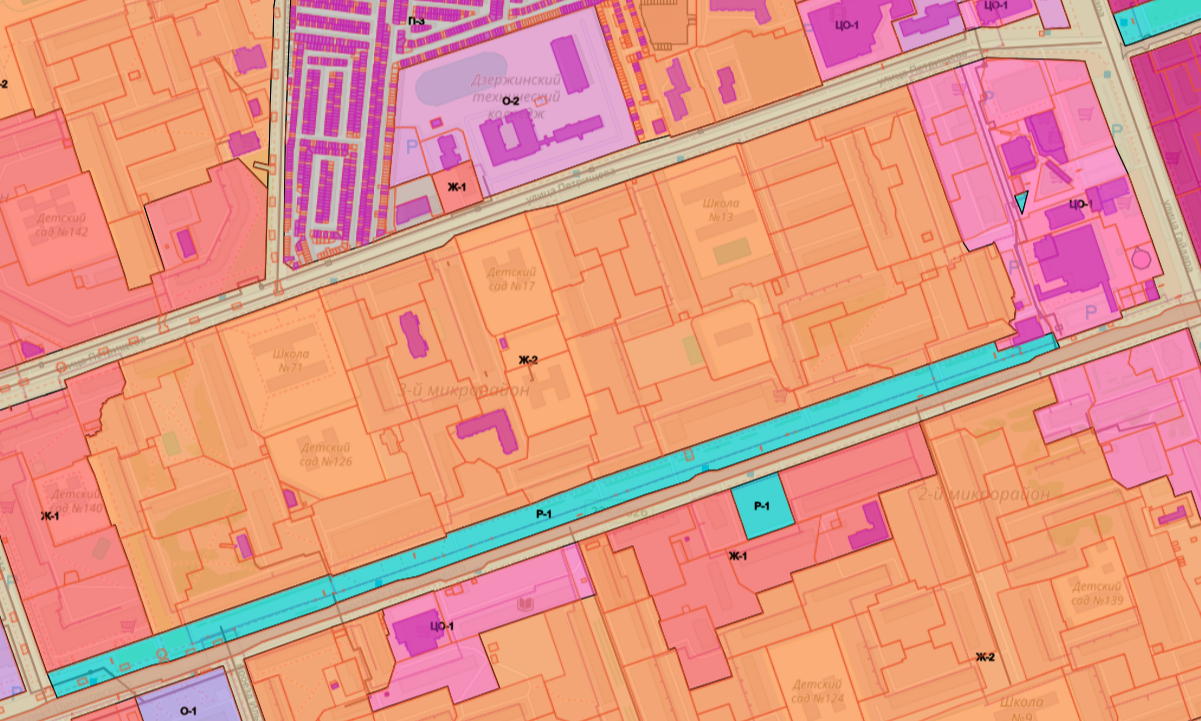 П-3
ЦО-1
ЦО-1
-2
Дзержинский
технический
О-2
P
P
P
Ж-1
улица Петрищева
Школа
№13
ЦО-1
Детский
сад №142
Детский
сад №17
P
P
Школа
№71
Ж-2
3-й микрорайон
Детский
сад №126
Детский
сад №140
Ж-1
Р-1
Р-1
2-й микрорайон
Ж-1
Детский
сад №139
ЦО-1
Ж-2
Детский
сад №124
Школа
№9
О-1
P